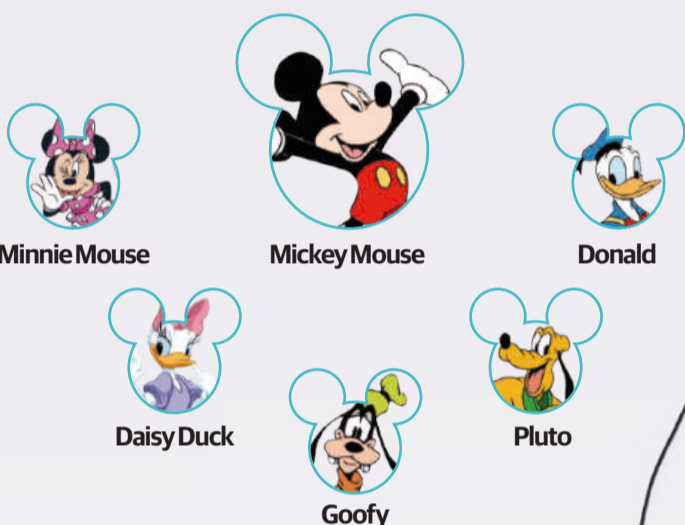 Minnie Mouse
Mickey Mouse
Donald
Daisy Duck
Pluto
Goofy